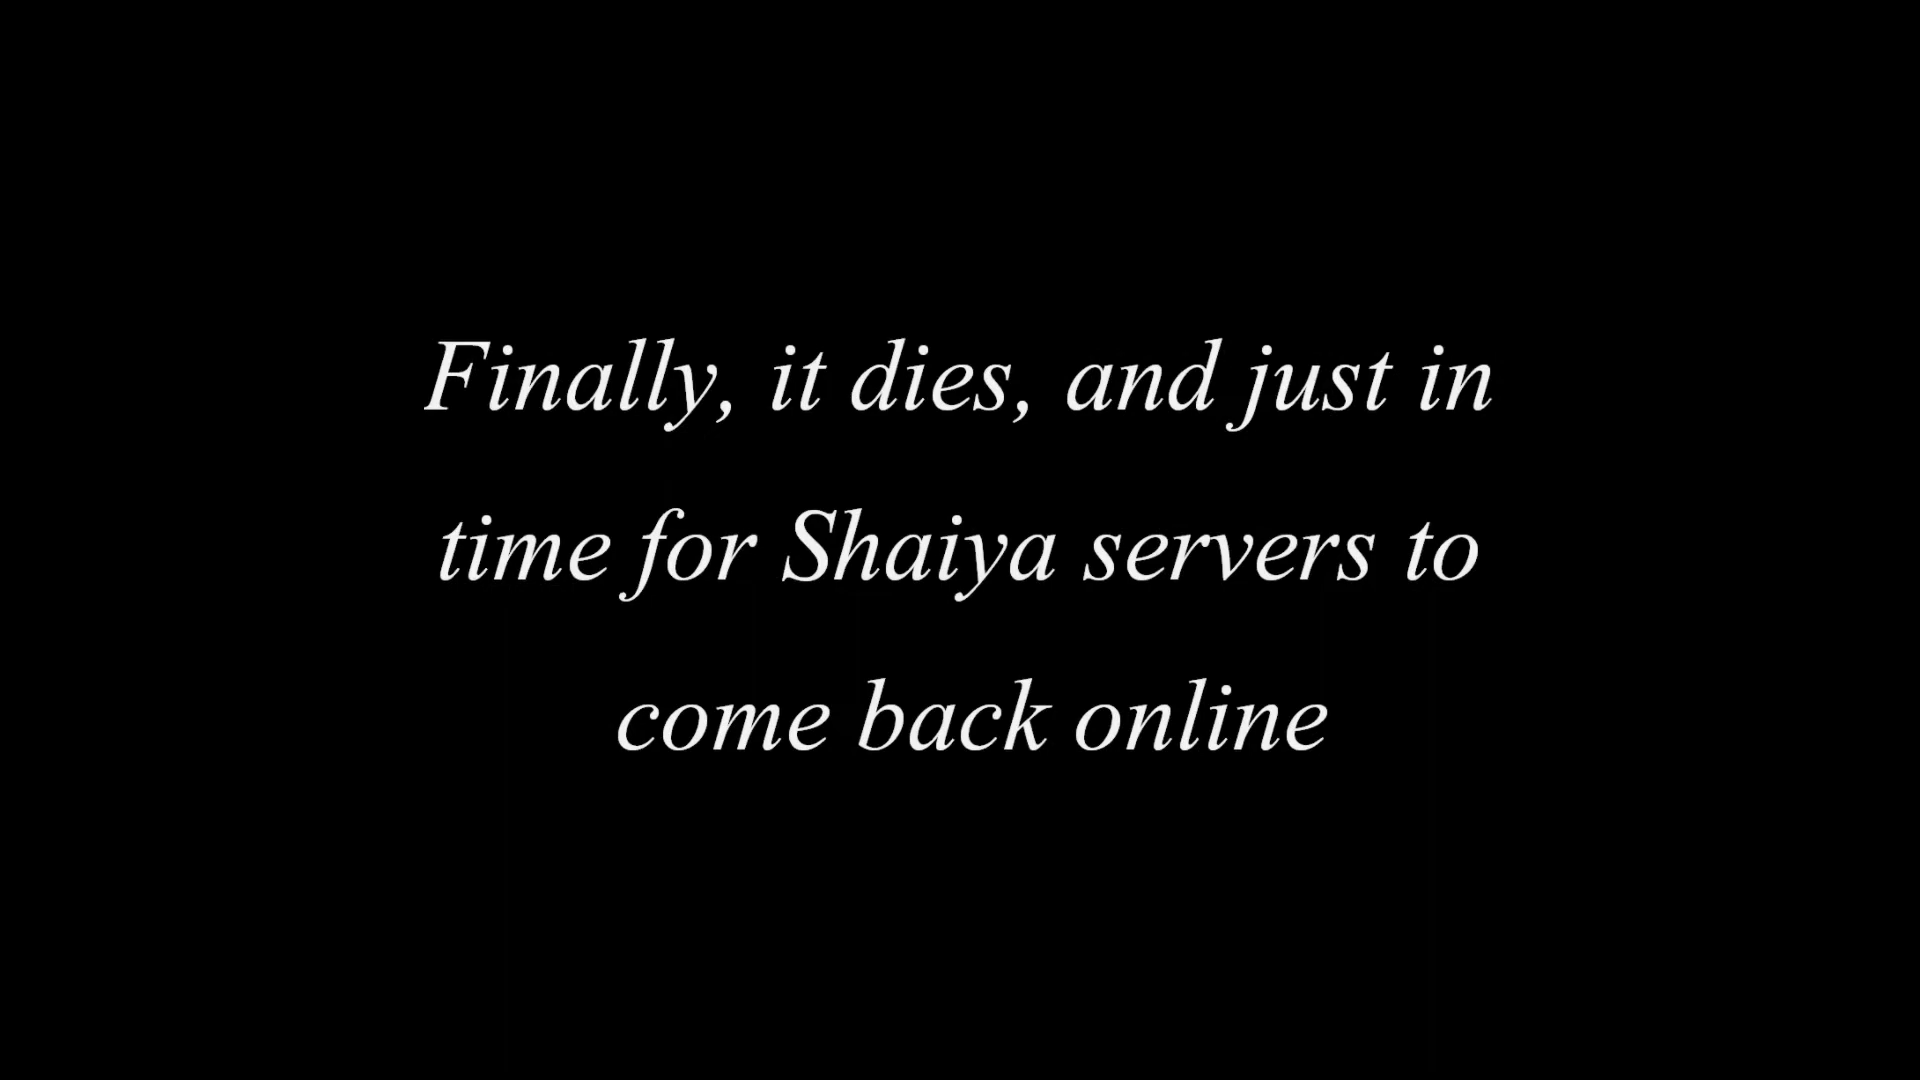 Finally, it dies, and just in
time for Shaiya servers to
come back online